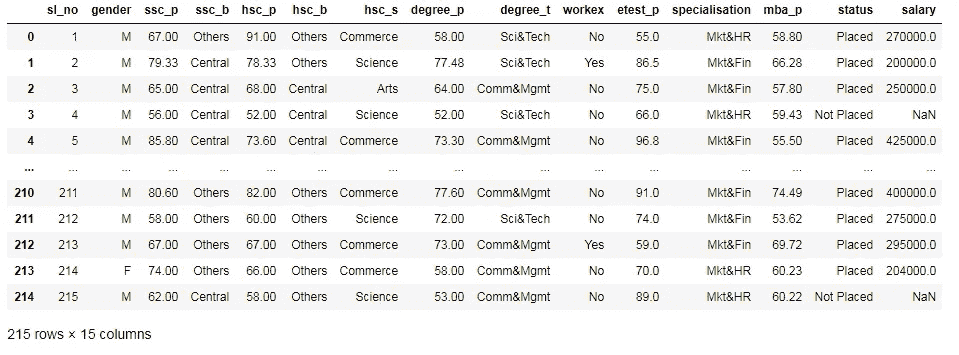 sl_no gender ssc_p ssc_b hsc_p hsc_b hsc_s degree_p degree_t workex etest_p specialisation mba_p status salary
0 1 M 67.00 Others 91.00 Others Commerce 58.00 Sci&Tech No 55.0 Mkt&HR 58.80 Placed 270000.0
1 2 M 79.33 Central 78.33 Others Science 77.48 Sci&Tech Yes 86.5 Mkt&Fin 66.28 Placed 200000.0
2 3 M 65.00 Central 68.00 Central Arts 64.00 Comm&Mgmt No 75.0 Mkt&Fin 57.80 Placed 250000.0
3 4 M 56.00 Central 52.00 Central Science 52.00 Sci&Tech No 66.0 Mkt&HR 59.43 Not Placed NaN
4 5 M 85.80 Central 73.60 Central Commerce 73.30 Comm&Mgmt No 96.8 Mkt&Fin 55.50 Placed 425000.0
... ... ... ... ... ... ... ... ... ... ... ... ... ... ... ...
210 211 M 80.60 Others 82.00 Others Commerce 77.60 Comm&Mgmt No 91.0 Mkt&Fin 74.49 Placed 400000.0
211 212 M 58.00 Others 60.00 Others Science 72.00 Sci&Tech No 74.0 Mkt&Fin 53.62 Placed 275000.0
212 213 M 67.00 Others 67.00 Others Commerce 73.00 Comm&Mgmt Yes 59.0 Mkt&Fin 69.72 Placed 295000.0
213 214 F 74.00 Others 66.00 Others Commerce 58.00 Comm&Mgmt No 70.0 Mkt&HR 60.23 Placed 204000.0
214 215 M 62.00 Central 58.00 Others Science 53.00 Comm&Mgmt No 89.0 Mkt&HR 60.22 Not Placed NaN
215 rows × 15 columns